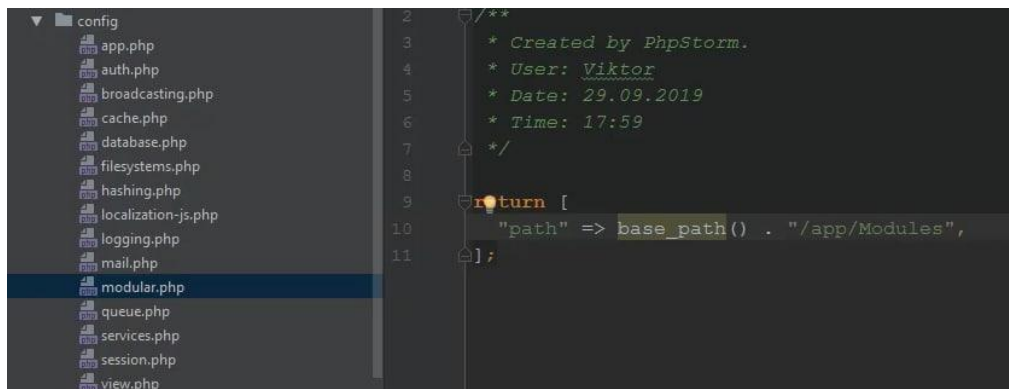 config
app.php
auth.php
broadcasting.php
cache.php
database.php
filesystems.php
hashing.php
localization-js.php
logging.php
mail.php
modular.php
queue.php
services.php
session.php
view.php
2 /**
3 * Created by PhpStorm.
4 * User: Viktor
5 * Date: 29.09.2019
6 * Time: 17:59
7 */
8
9 return [
10 "path" => base_path() . "/app/Modules",
11 ];